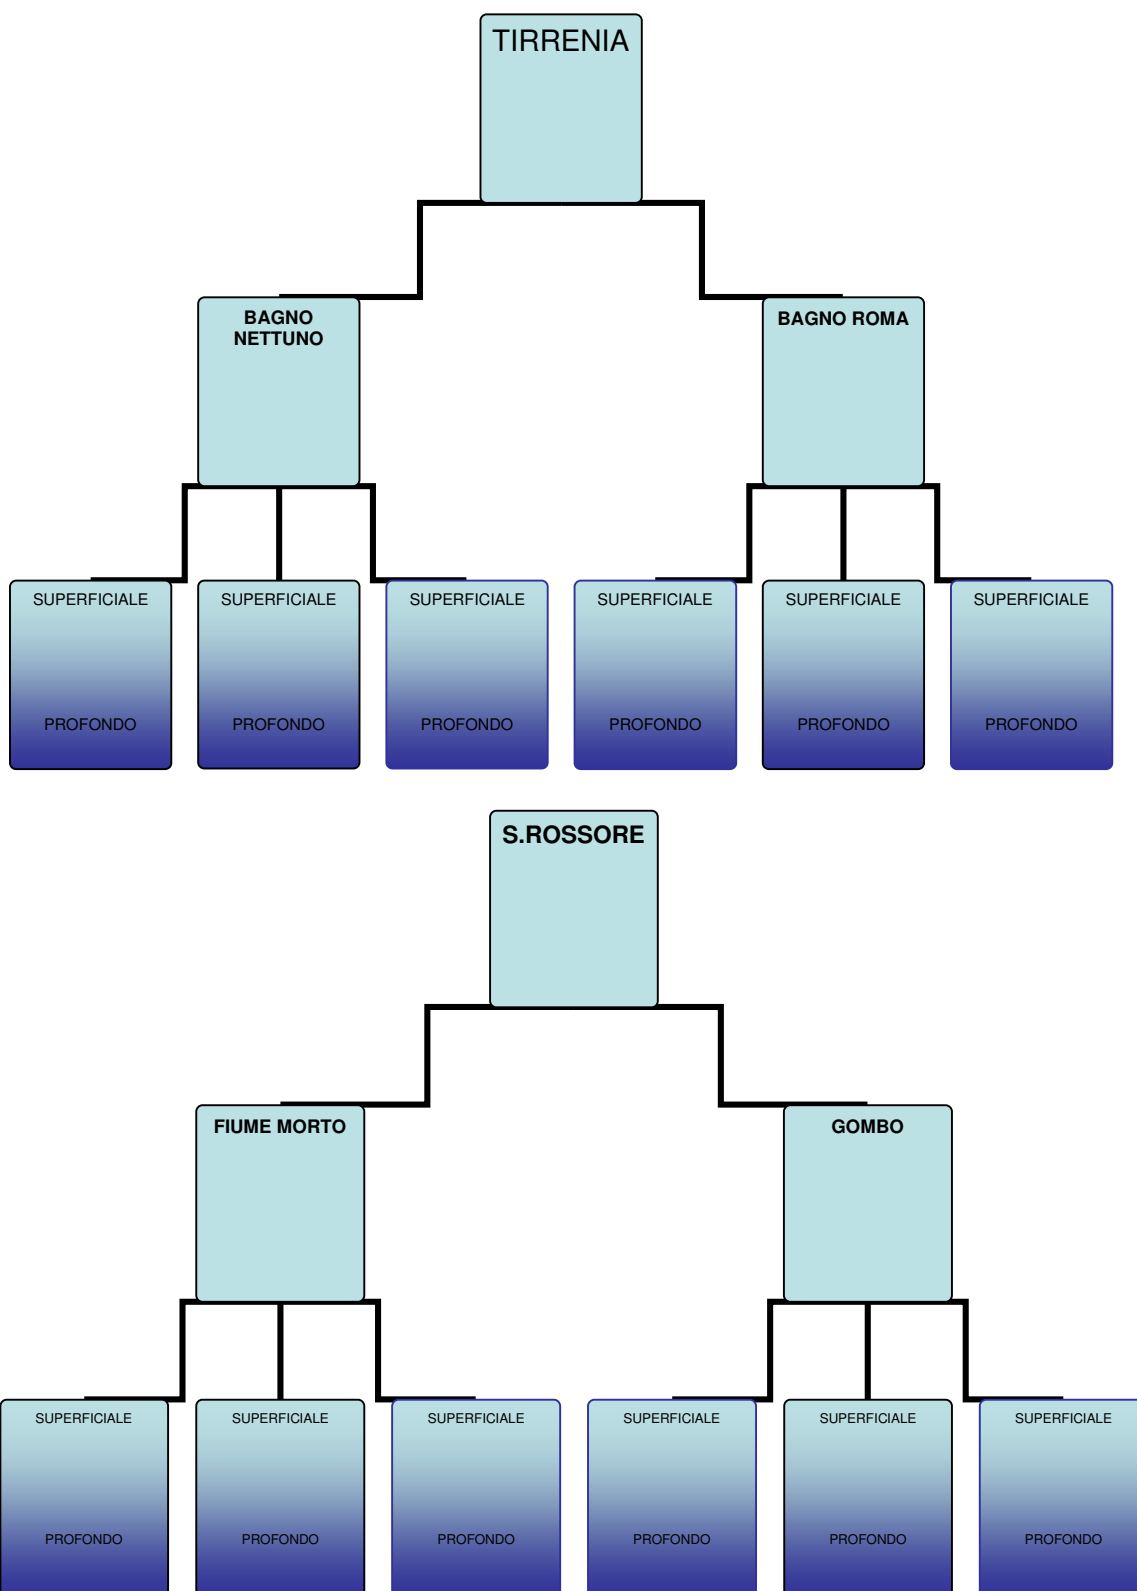 TIRRENIA
BAGNO
NETTUNO
BAGNO ROMA
SUPERFICIALE
SUPERFICIALE
SUPERFICIALE
SUPERFICIALE
SUPERFICIALE
SUPERFICIALE
PROFONDO
PROFONDO
PROFONDO
PROFONDO
PROFONDO
PROFONDO
S.ROSSORE
FIUME MORTO
GOMBO
SUPERFICIALE
SUPERFICIALE
SUPERFICIALE
SUPERFICIALE
SUPERFICIALE
SUPERFICIALE
PROFONDO
PROFONDO
PROFONDO
PROFONDO
PROFONDO
PROFONDO